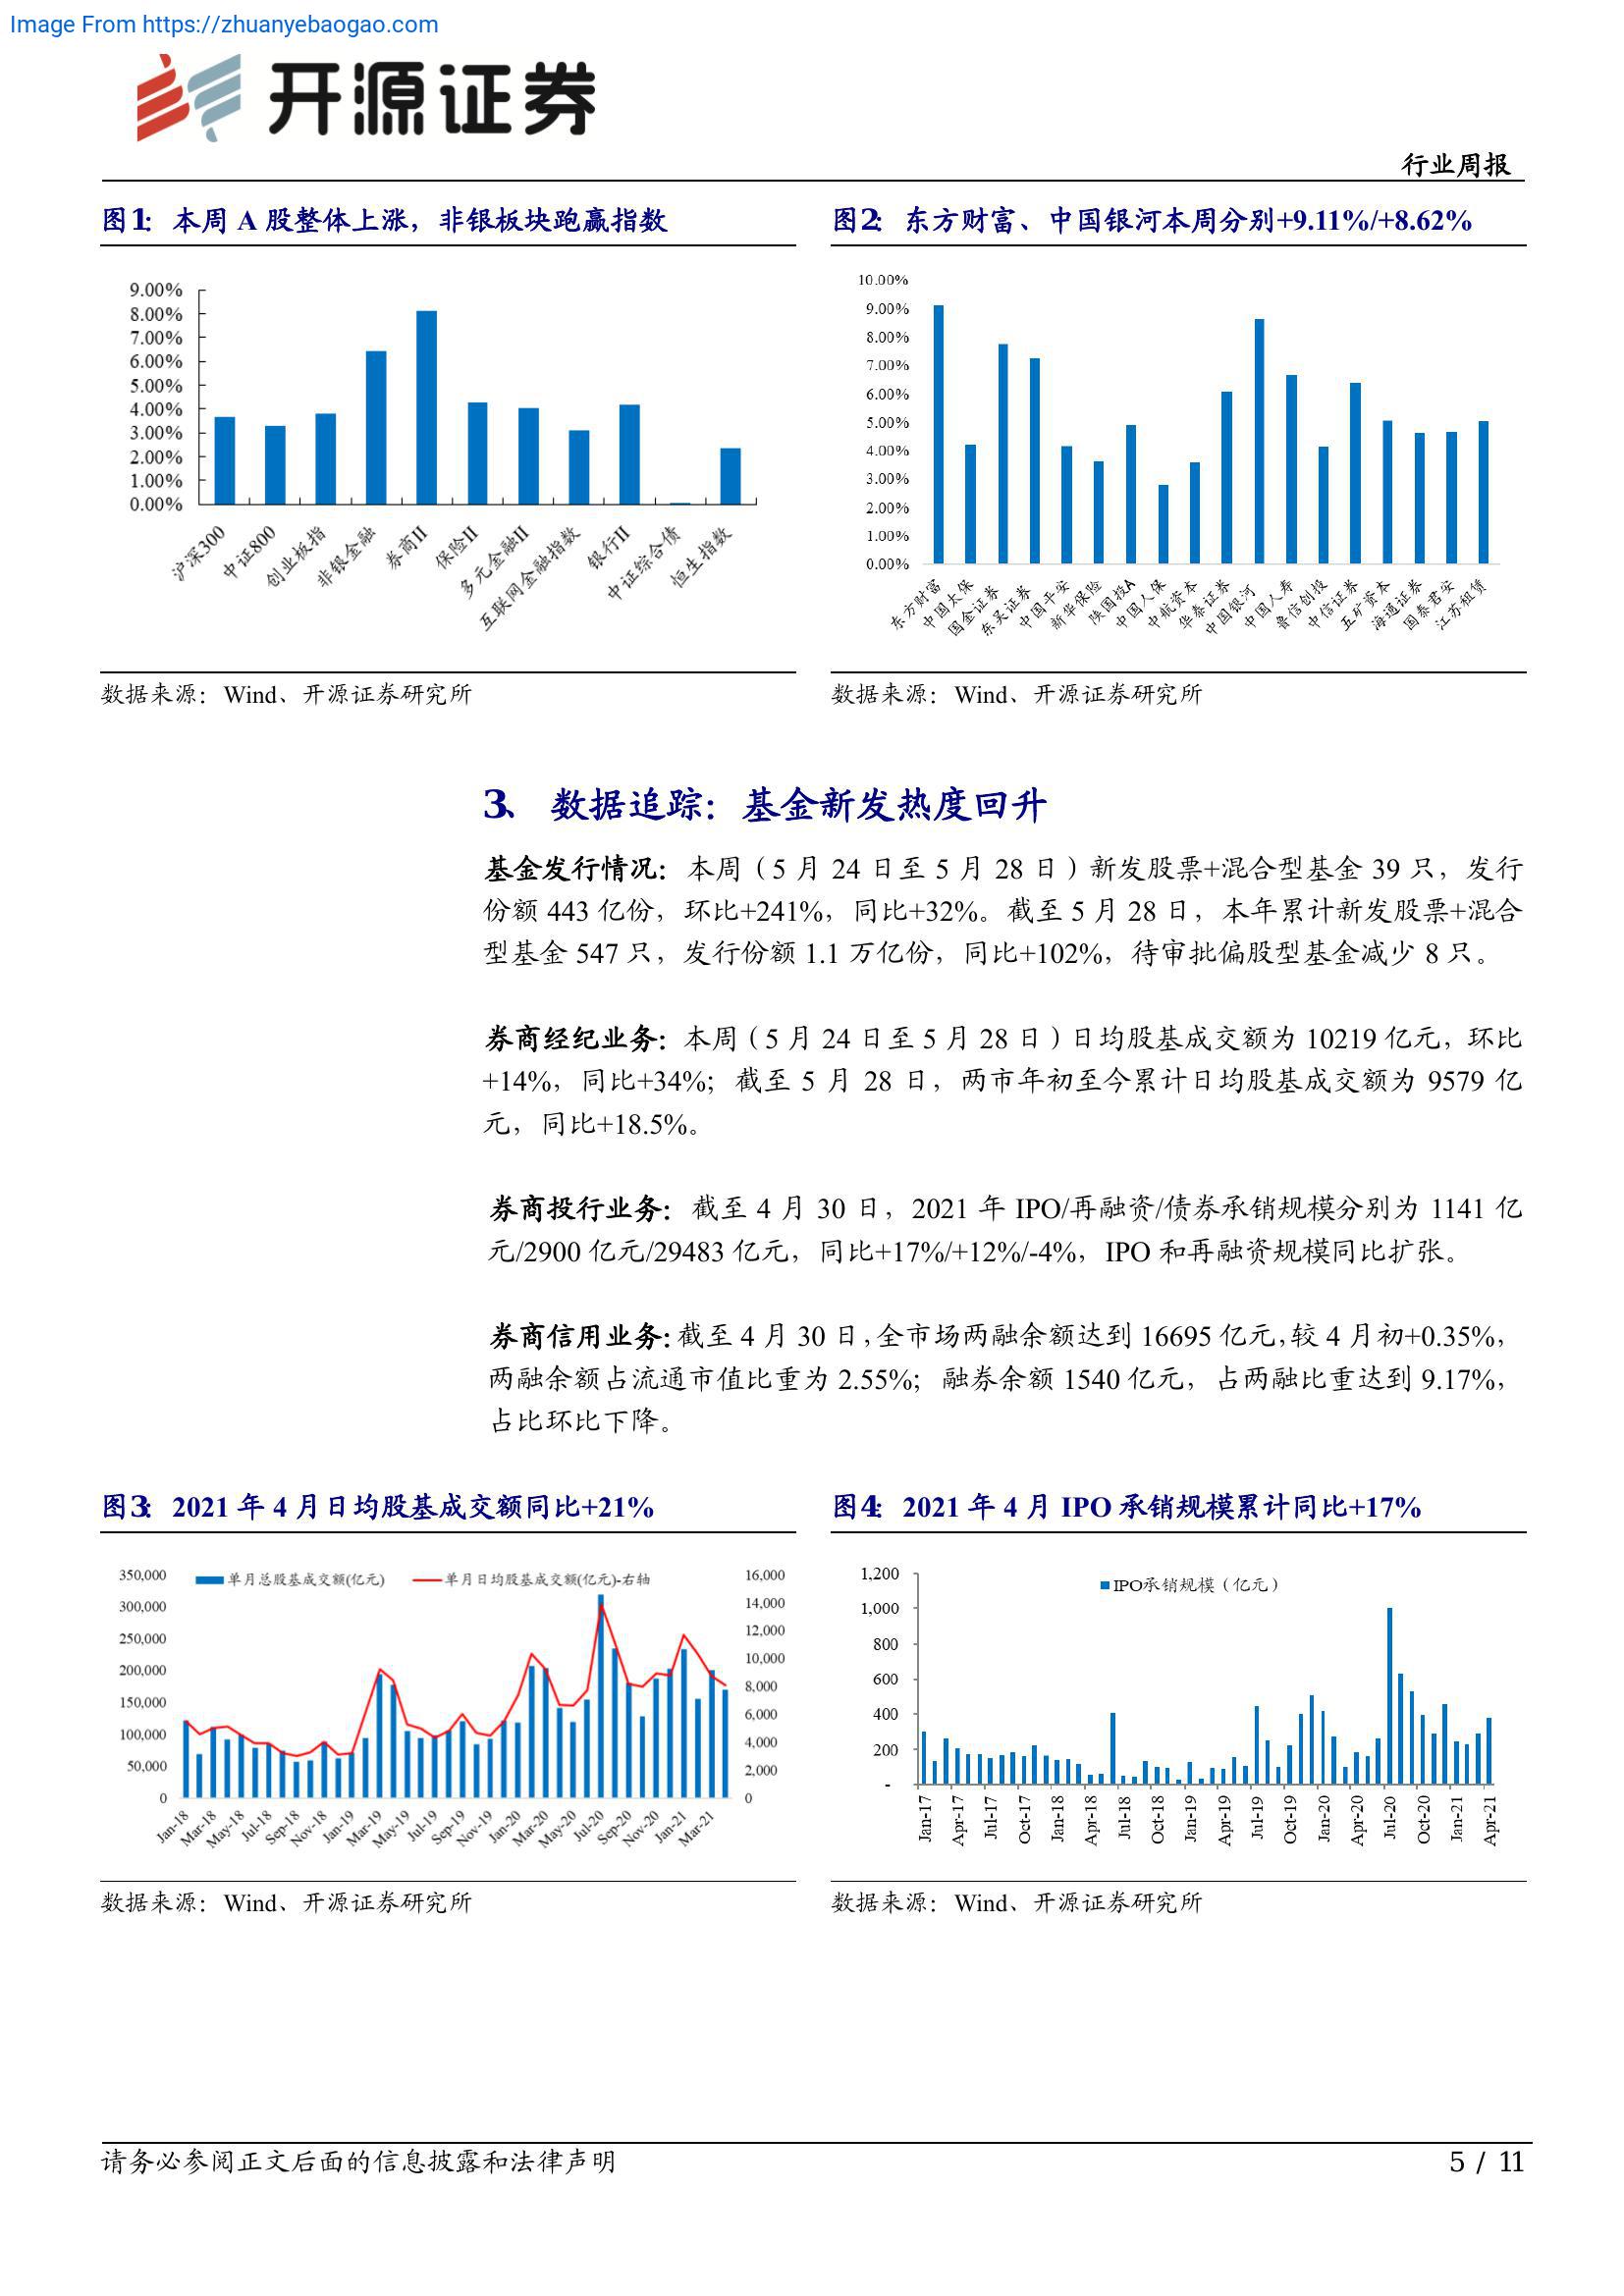 Image From https://zhuanyebaogao.com
开源证券
行业周报
图1：本周 A 股整体上涨，非银板块跑赢指数
9.00%
8.00%
7.00%
6.00%
5.00%
4.00%
3.00%
2.00%
1.00%
0.00%
沪深300
中证800
创业板指
非银金融
券商II
保险II
多元金融II
互联网金融指数
银行II
中证综合债
恒生指数
数据来源：Wind、开源证券研究所
图2：东方财富、中国银河本周分别+9.11%/+8.62%
10.00%
9.00%
8.00%
7.00%
6.00%
5.00%
4.00%
3.00%
2.00%
1.00%
0.00%
东方财富
中国太保
国金证券
东吴证券
中国平安
新华保险
陕国投A
中国人保
中航资本
华泰证券
中国银河
中国人寿
鲁信创投
中信证券
五矿资本
海通证券
国泰君安
江苏租赁
数据来源：Wind、开源证券研究所
3、 数据追踪：基金新发热度回升
基金发行情况：本周（5 月 24 日至 5 月 28 日）新发股票+混合型基金 39 只，发行
份额 443 亿份，环比+241%，同比+32%。截至 5 月 28 日，本年累计新发股票+混合
型基金 547 只，发行份额 1.1 万亿份，同比+102%，待审批偏股型基金减少 8 只。
券商经纪业务：本周（5 月 24 日至 5 月 28 日）日均股基成交额为 10219 亿元，环比
+14%，同比+34%；截至 5 月 28 日，两市年初至今累计日均股基成交额为 9579 亿
元，同比+18.5%。
券商投行业务：截至 4 月 30 日，2021 年 IPO/再融资/债券承销规模分别为 1141 亿
元/2900 亿元/29483 亿元，同比+17%/+12%/-4%，IPO 和再融资规模同比扩张。
券商信用业务：截至 4 月 30 日，全市场两融余额达到 16695 亿元，较 4 月初+0.35%，
两融余额占流通市值比重为 2.55%；融券余额 1540 亿元，占两融比重达到 9.17%，
占比环比下降。
图3：2021 年 4 月日均股基成交额同比+21%
单月总股基成交额(亿元)
单月日均股基成交额(亿元)-右轴
350,000
300,000
250,000
200,000
150,000
100,000
50,000
0
16,000
14,000
12,000
10,000
8,000
6,000
4,000
2,000
0
Jan-18
Mar-18
May-18
Jul-18
Sep-18
Nov-18
Jan-19
Mar-19
May-19
Jul-19
Sep-19
Nov-19
Jan-20
Mar-20
May-20
Jul-20
Sep-20
Nov-20
Jan-21
Mar-21
数据来源：Wind、开源证券研究所
图4：2021 年 4 月 IPO 承销规模累计同比+17%
IPO承销规模（亿元）
1,200
1,000
800
600
400
200
-
Jan-17
Apr-17
Jul-17
Oct-17
Jan-18
Apr-18
Jul-18
Oct-18
Jan-19
Apr-19
Jul-19
Oct-19
Jan-20
Apr-20
Jul-20
Oct-20
Jan-21
Apr-21
数据来源：Wind、开源证券研究所
请务必参阅正文后面的信息披露和法律声明
5 / 11